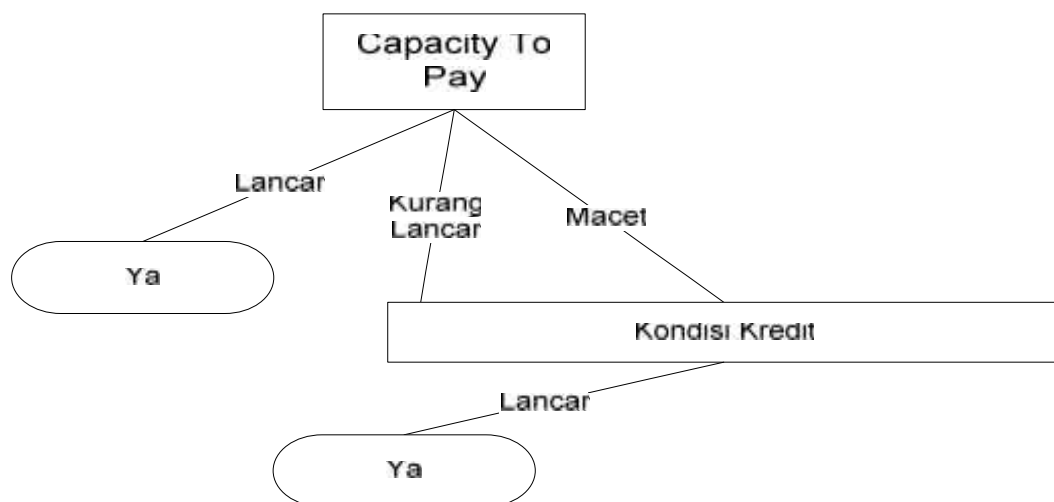 Capacity To
Pay
Lancar
Kurang
Lancar
Macet
Ya
Kondisi Kredit
Lancar
Ya